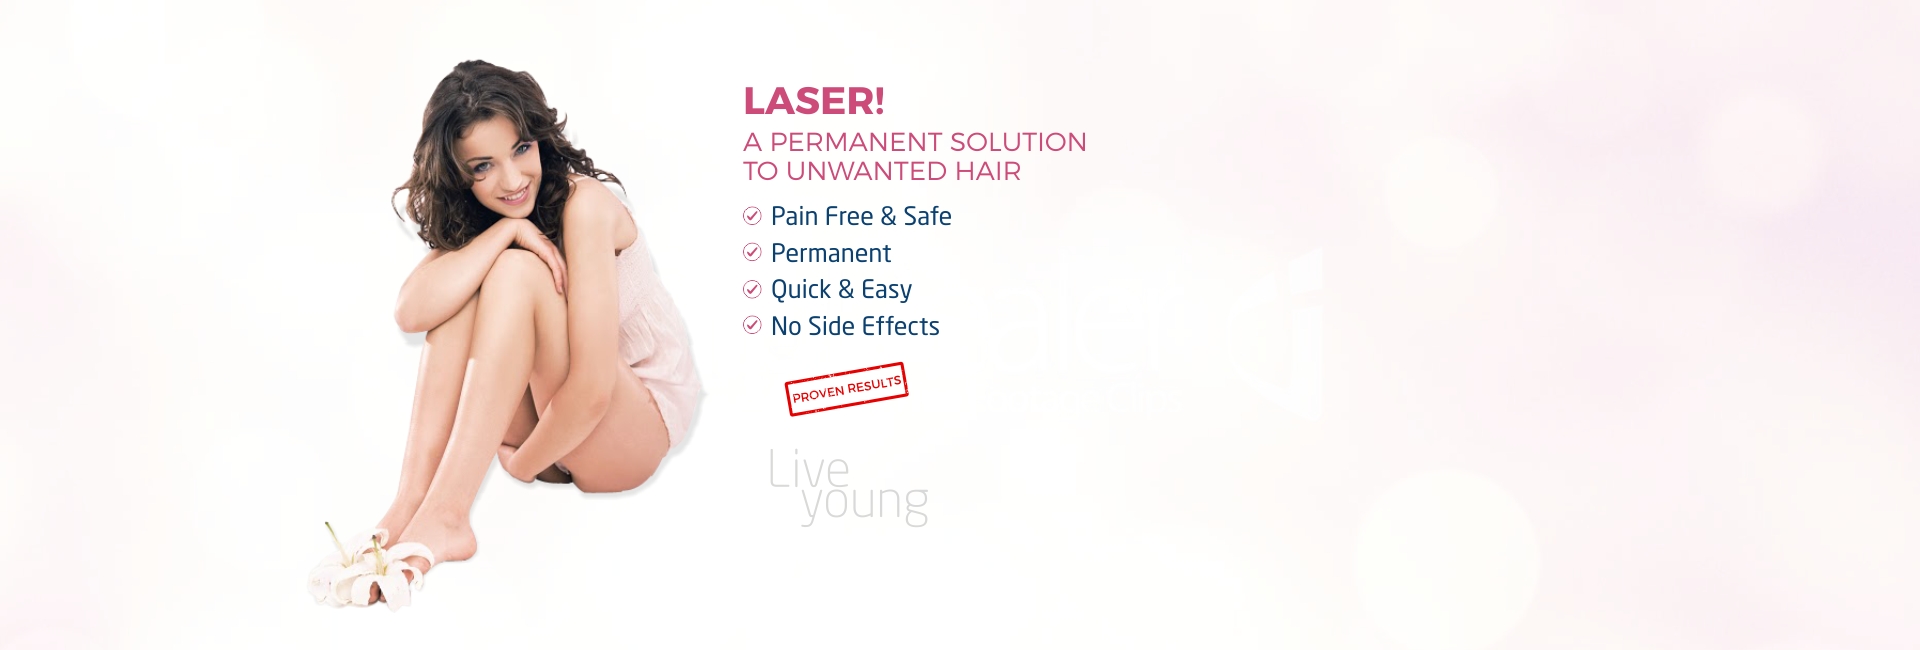 LASER!
A PERMANENT SOLUTION
TO UNWANTED HAIR
Pain Free & Safe
Permanent
Quick & Easy
No Side Effects
PROVEN RESULTS
Live
young